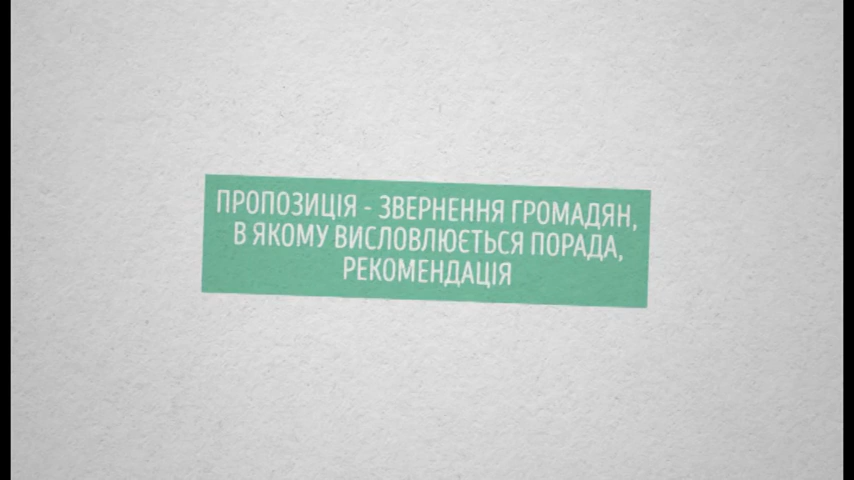 ПРОПОЗИЦІЯ - ЗВЕРНЕННЯ ГРОМАДЯН,
В ЯКОМУ ВИСЛОВЛЮЄТЬСЯ ПОРАДА,
РЕКОМЕНДАЦІЯ